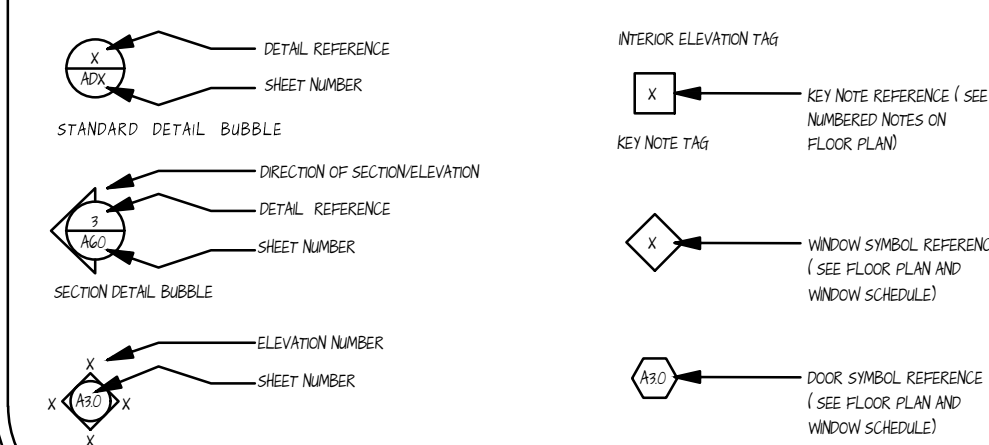 X
ADX
DETAIL REFERENCE
SHEET NUMBER
STANDARD DETAIL BUBBLE
DIRECTION OF SECTION/ELEVATION
3
A6.0
DETAIL REFERENCE
SHEET NUMBER
SECTION DETAIL BUBBLE
X
X
A3.0
X
X
ELEVATION NUMBER
SHEET NUMBER
INTERIOR ELEVATION TAG
X
KEY NOTE REFERENCE ( SEE
NUMBERED NOTES ON
FLOOR PLAN)
KEY NOTE TAG
X
WINDOW SYMBOL REFERENC
( SEE FLOOR PLAN AND
WINDOW SCHEDULE)
A3.0
DOOR SYMBOL REFERENCE
( SEE FLOOR PLAN AND
WINDOW SCHEDULE)